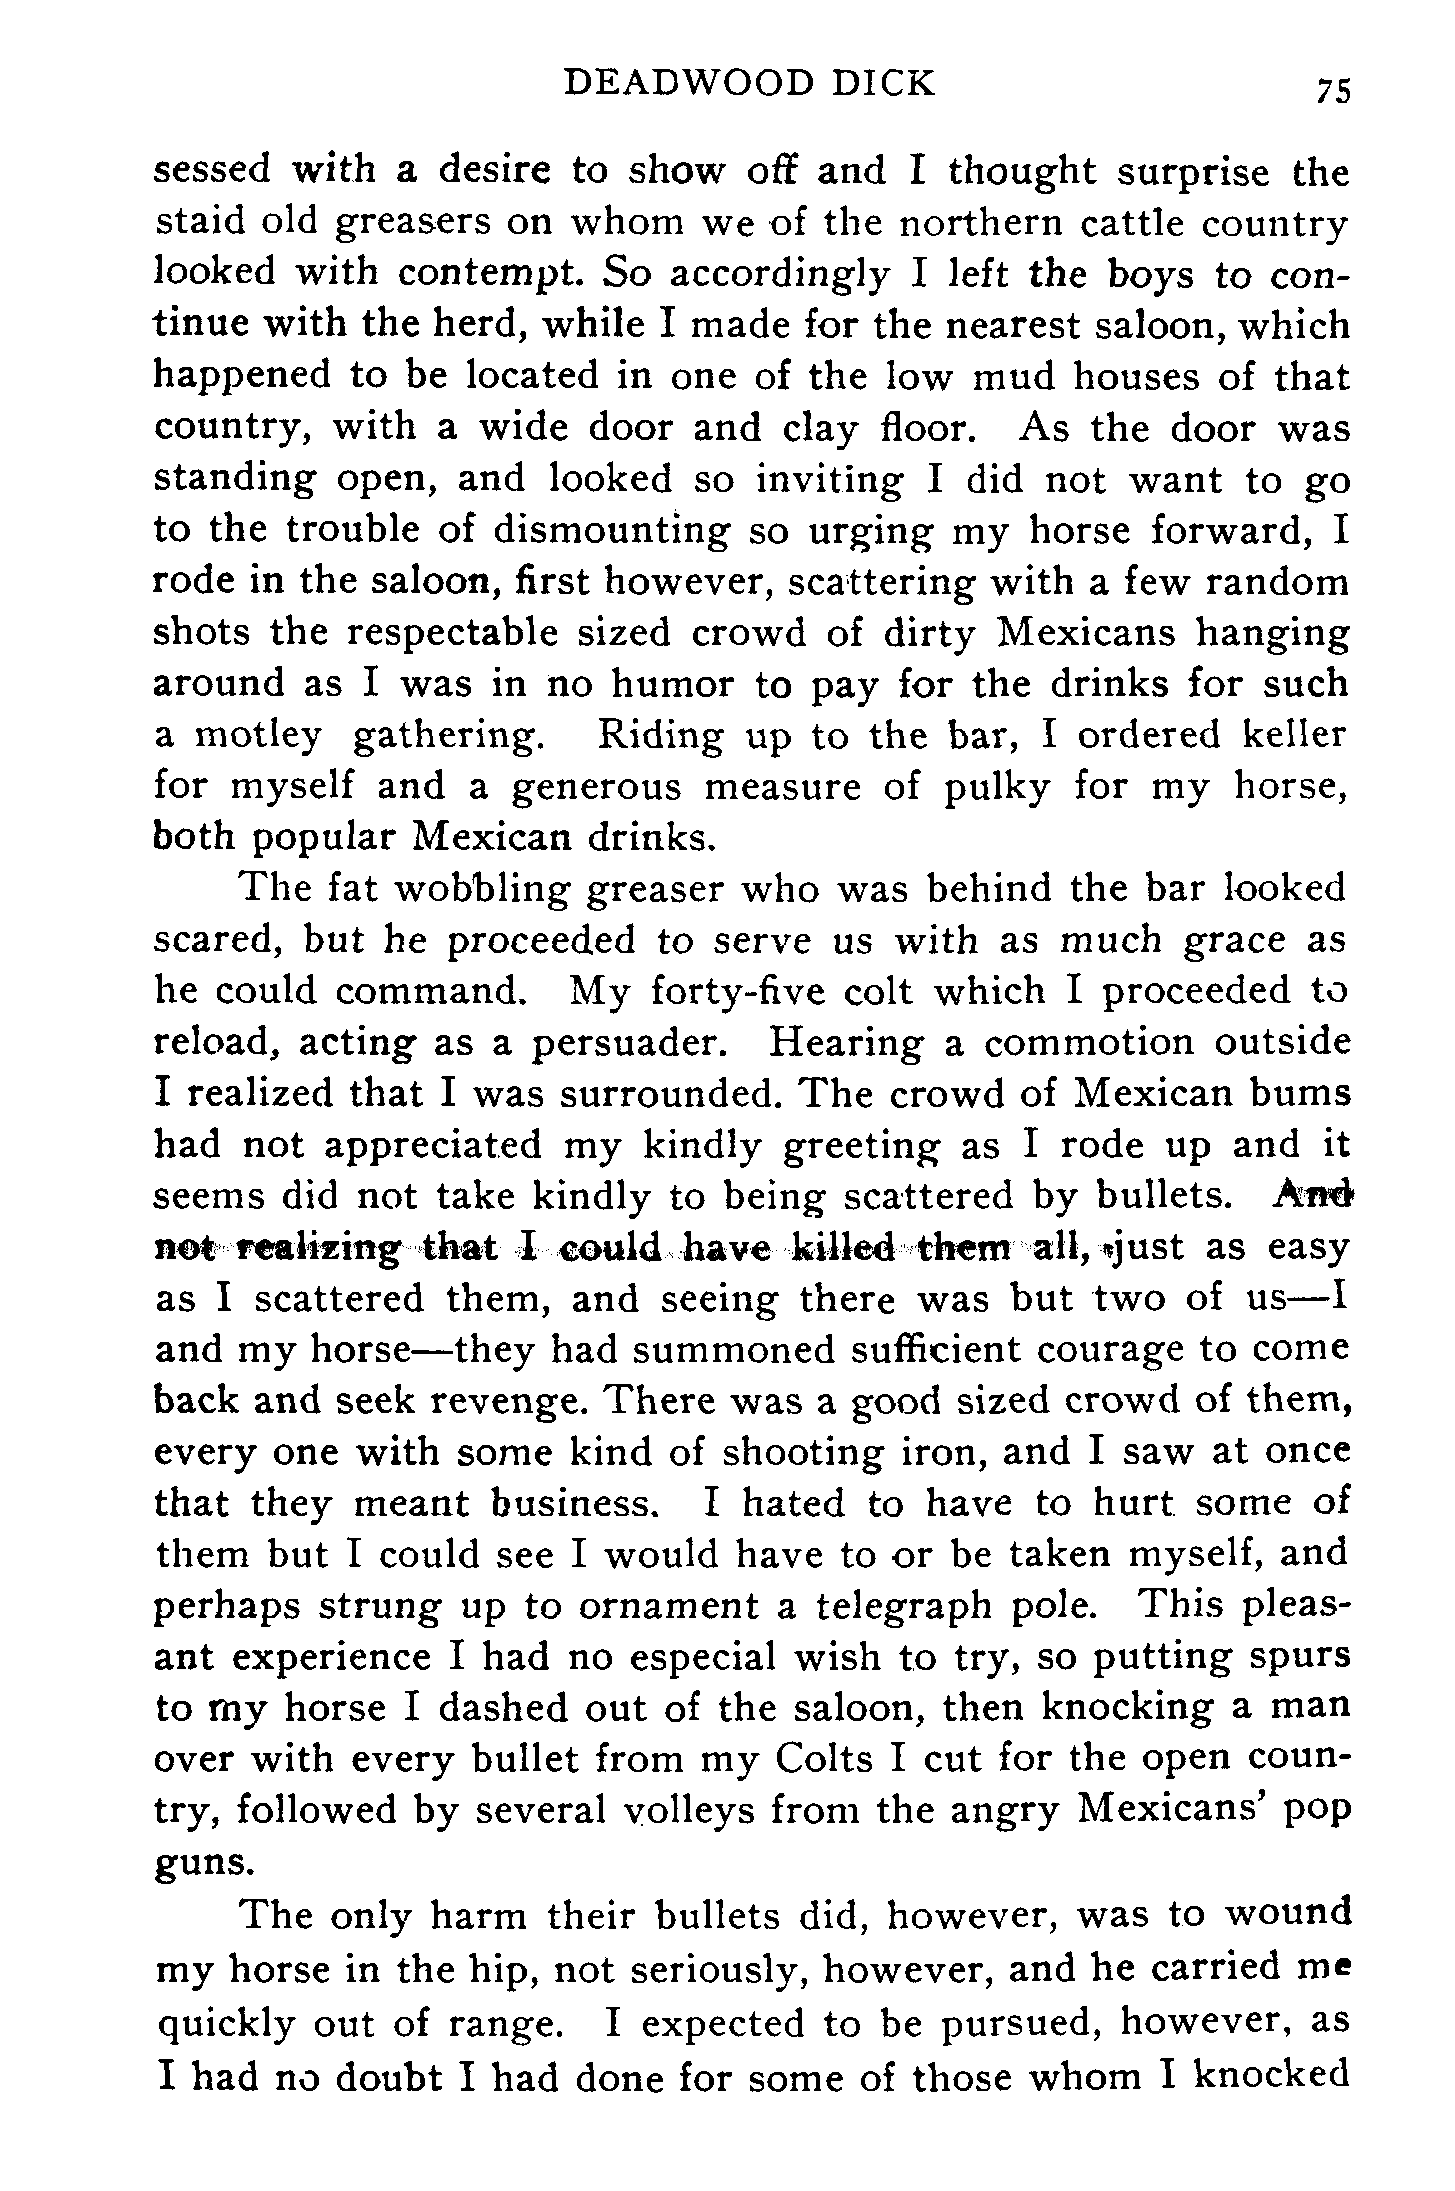 DEADWOOD DICK 75
sessed with a desire to show off and I thought surprise the
staid old greasers on whom we of the northern cattle country
looked with contempt. So accordingly I left the boys to con-
tinue with the herd, while I made for the nearest saloon, which
happened to be located in one of the low mud houses of that
country, with a wide door and clay floor. As the door was
standing open, and looked so inviting I did not want to go
to the trouble of dismounting so urging my horse forward, I
rode in the saloon, first however, scattering with a few random
shots the respectable sized crowd of dirty Mexicans hanging
around as I was in no humor to pay for the drinks for such
a motley gathering. Riding up to the bar, I ordered keller
for myself and a generous measure of pulky for my horse,
both popular Mexican drinks.
The fat wobbling greaser who was behind the bar looked
scared, but he proceeded to serve us with as much grace as
he could command. My forty-five colt which I proceeded to
reload, acting as a persuader. Hearing a commotion outside
I realized that I was surrounded. The crowd of Mexican bums
had not appreciated my kindly greeting as I rode up and it
seems did not take kindly to being scattered by bullets. And
not realizing that I could have killed them all, just as easy
as I scattered them, and seeing there was but two of us—I
and my horse—they had summoned sufficient courage to come
back and seek revenge. There was a good sized crowd of them,
every one with some kind of shooting iron, and I saw at once
that they meant business. I hated to have to hurt some of
them but I could see I would have to or be taken myself, and
perhaps strung up to ornament a telegraph pole. This pleas-
ant experience I had no especial wish to try, so putting spurs
to my horse I dashed out of the saloon, then knocking a man
over with every bullet from my Colts I cut for the open coun-
try, followed by several volleys from the angry Mexicans' pop
guns.
The only harm their bullets did, however, was to wound
my horse in the hip, not seriously, however, and he carried me
quickly out of range. I expected to be pursued, however, as
I had no doubt I had done for some of those whom I knocked